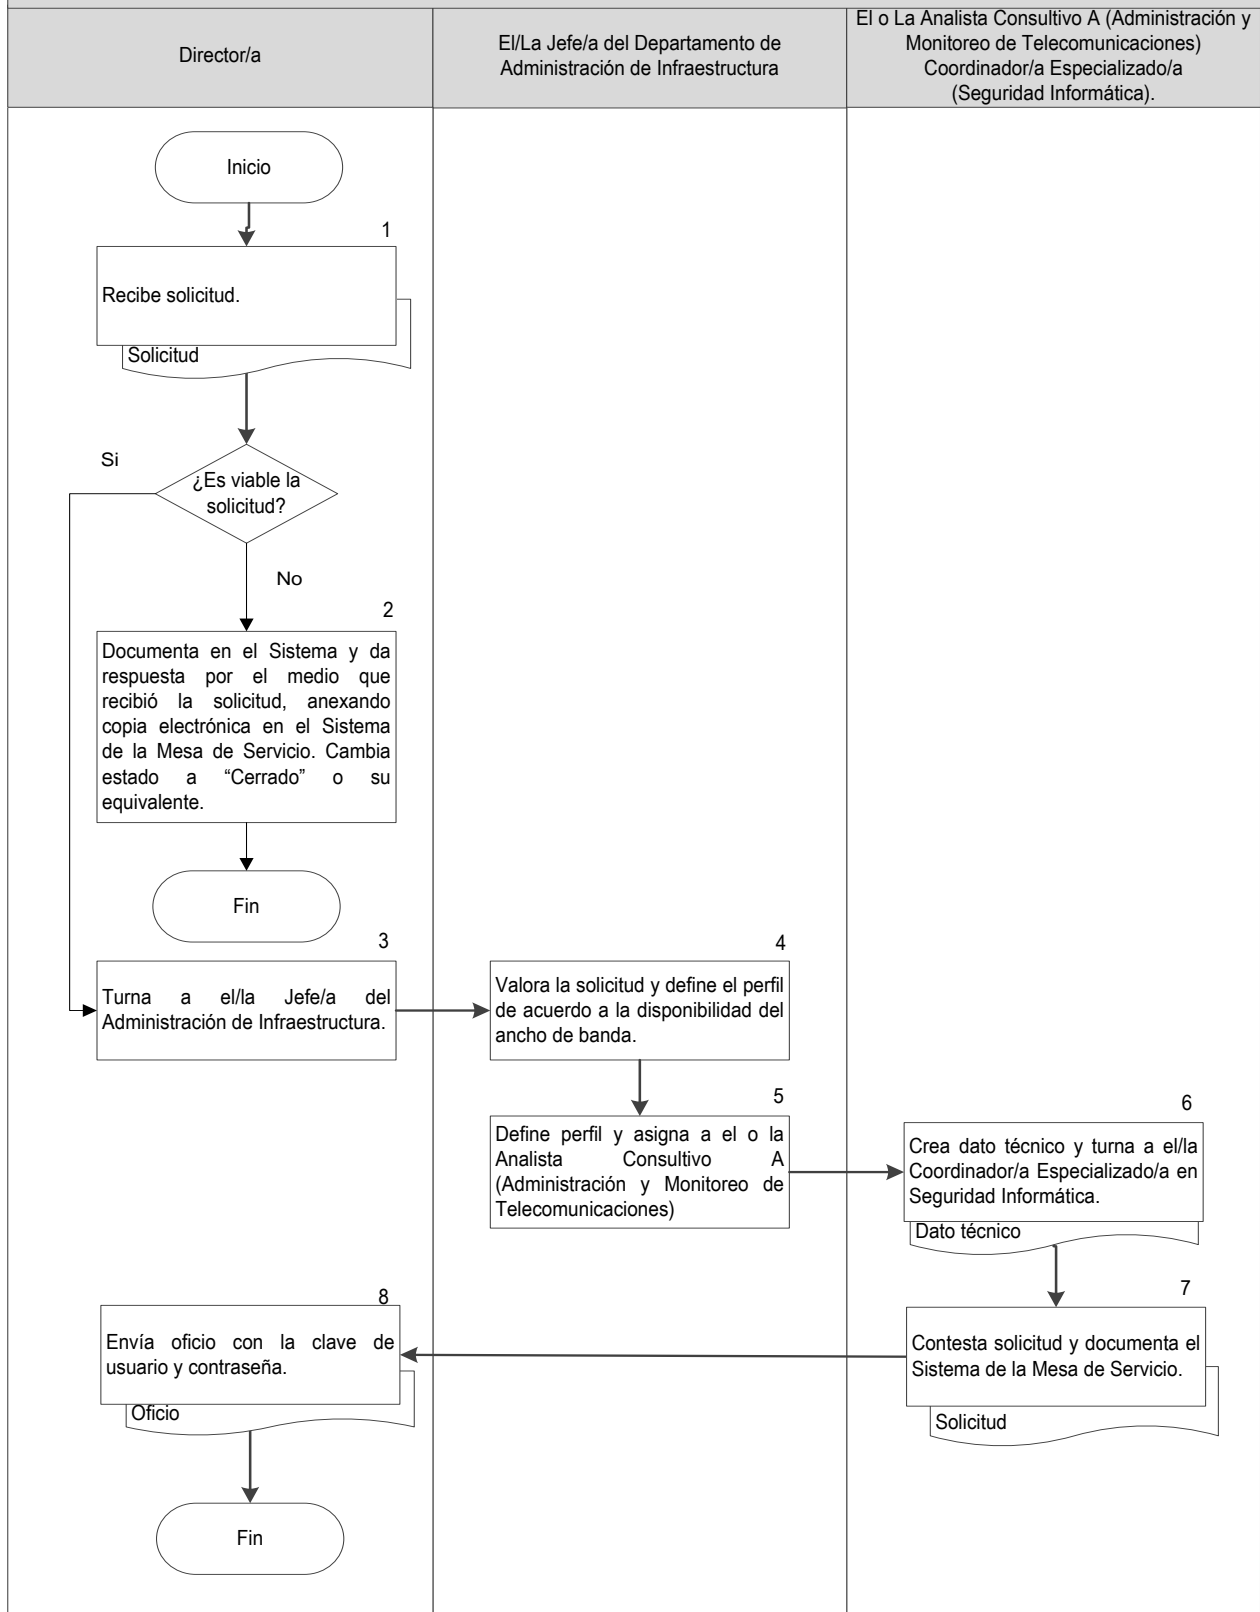 Director/a
El/La Jefe/a del Departamento de
Administración de Infraestructura
El o La Analista Consultivo A (Administración y
Monitoreo de Telecomunicaciones)
Coordinador/a Especializado/a
(Seguridad Informática).
Inicio
1
Recibe solicitud.
Solicitud
Si
¿Es viable la
solicitud?
No
2
Documenta en el Sistema y da
respuesta por el medio que
recibió la solicitud, anexando
copia electrónica en el Sistema
de la Mesa de Servicio. Cambia
estado a “Cerrado” o su
equivalente.
Fin
3
Turna a el/la Jefe/a del
Administración de Infraestructura.
4
Valora la solicitud y define el perfil
de acuerdo a la disponibilidad del
ancho de banda.
5
Define perfil y asigna a el o la
Analista Consultivo A
(Administración y Monitoreo de
Telecomunicaciones)
6
Crea dato técnico y turna a el/la
Coordinador/a Especializado/a en
Seguridad Informática.
Dato técnico
7
Contesta solicitud y documenta el
Sistema de la Mesa de Servicio.
Solicitud
8
Envía oficio con la clave de
usuario y contraseña.
Oficio
Fin